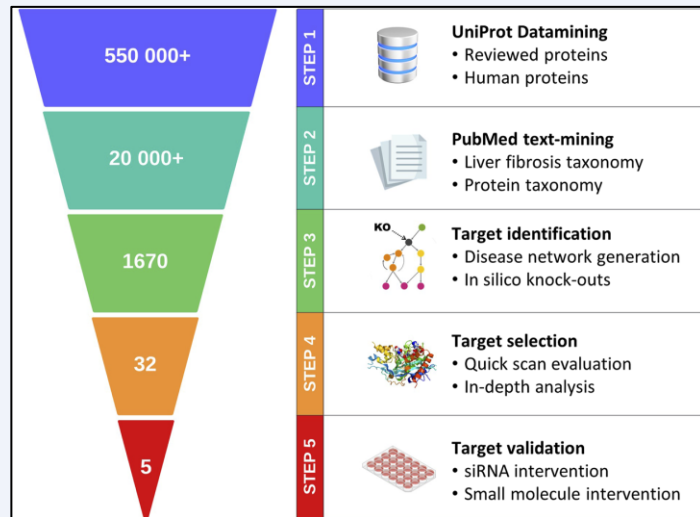 550 000+
STEP 1
UniProt Datamining
• Reviewed proteins
• Human proteins
20 000+
STEP 2
PubMed text-mining
• Liver fibrosis taxonomy
• Protein taxonomy
1670
STEP 3
KO
Target identification
• Disease network generation
• In silico knock-outs
32
STEP 4
Target selection
• Quick scan evaluation
• In-depth analysis
5
STEP 5
Target validation
• siRNA intervention
• Small molecule intervention